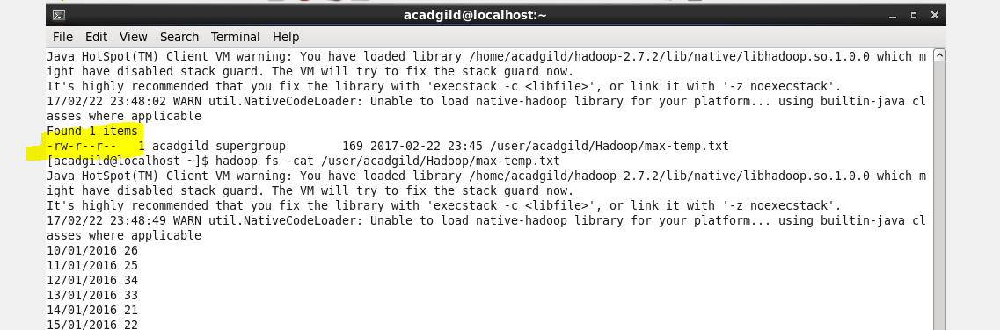 acadgild@localhost:~
File Edit View Search Terminal Help
Java HotSpot(TM) Client VM warning: You have loaded library /home/acadgild/hadoop-2.7.2/lib/native/libhadoop.so.1.0.0 which m
ight have disabled stack guard. The VM will try to fix the stack guard now.
It's highly recommended that you fix the library with 'execstack -c <libfile>', or link it with '-z noexecstack'.
17/02/22 23:48:02 WARN util.NativeCodeLoader: Unable to load native-hadoop library for your platform... using builtin-java cl
asses where applicable
Found 1 items
-rw-r--r--   1 acadgild supergroup        169 2017-02-22 23:45 /user/acadgild/Hadoop/max-temp.txt
[acadgild@localhost ~]$ hadoop fs -cat /user/acadgild/Hadoop/max-temp.txt
Java HotSpot(TM) Client VM warning: You have loaded library /home/acadgild/hadoop-2.7.2/lib/native/libhadoop.so.1.0.0 which m
ight have disabled stack guard. The VM will try to fix the stack guard now.
It's highly recommended that you fix the library with 'execstack -c <libfile>', or link it with '-z noexecstack'.
17/02/22 23:48:49 WARN util.NativeCodeLoader: Unable to load native-hadoop library for your platform... using builtin-java cl
asses where applicable
10/01/2016 26
11/01/2016 25
12/01/2016 34
13/01/2016 33
14/01/2016 21
15/01/2016 22